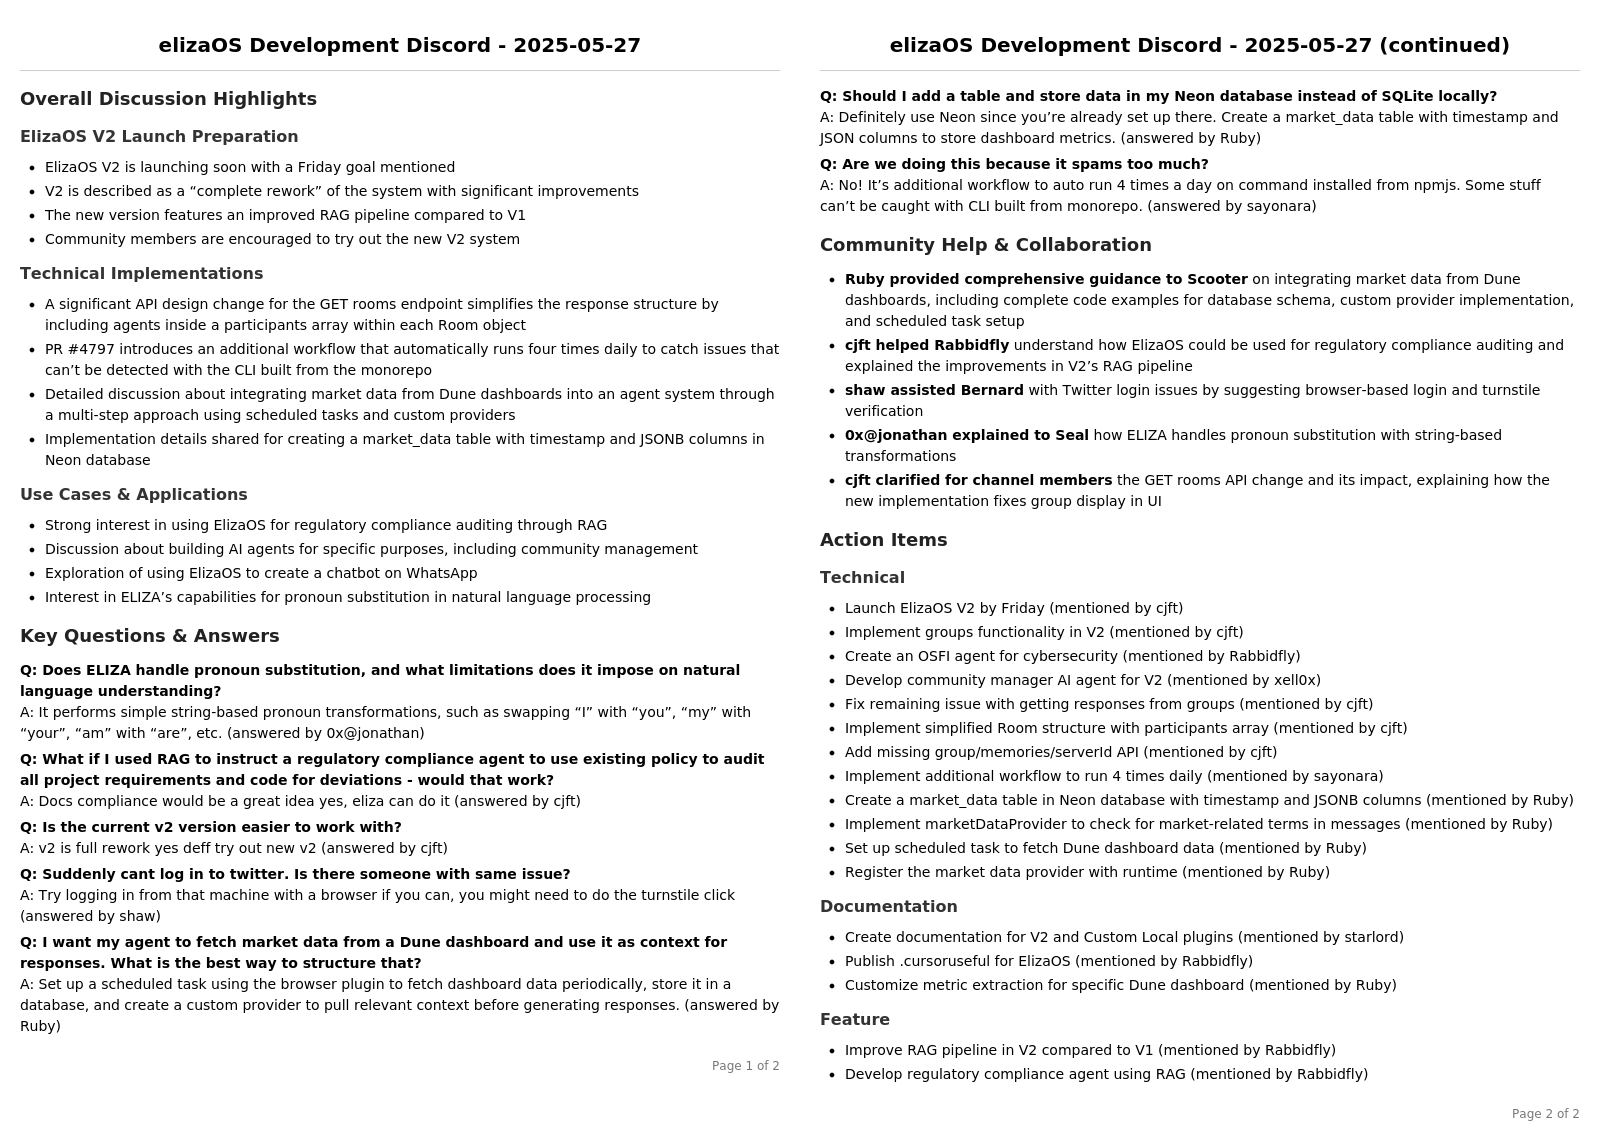 elizaOS Development Discord - 2025-05-27
Overall Discussion Highlights
ElizaOS V2 Launch Preparation
• ElizaOS V2 is launching soon with a Friday goal mentioned
• V2 is described as a “complete rework” of the system with significant improvements
• The new version features an improved RAG pipeline compared to V1
• Community members are encouraged to try out the new V2 system
Technical Implementations
• A significant API design change for the GET rooms endpoint simplifies the response structure by
including agents inside a participants array within each Room object
• PR #4797 introduces an additional workflow that automatically runs four times daily to catch issues that
can’t be detected with the CLI built from the monorepo
• Detailed discussion about integrating market data from Dune dashboards into an agent system through
a multi-step approach using scheduled tasks and custom providers
• Implementation details shared for creating a market_data table with timestamp and JSONB columns in
Neon database
Use Cases & Applications
• Strong interest in using ElizaOS for regulatory compliance auditing through RAG
• Discussion about building AI agents for specific purposes, including community management
• Exploration of using ElizaOS to create a chatbot on WhatsApp
• Interest in ELIZA’s capabilities for pronoun substitution in natural language processing
Key Questions & Answers
Q: Does ELIZA handle pronoun substitution, and what limitations does it impose on natural
language understanding?
A: It performs simple string-based pronoun transformations, such as swapping “I” with “you”, “my” with
“your”, “am” with “are”, etc. (answered by 0x@jonathan)
Q: What if I used RAG to instruct a regulatory compliance agent to use existing policy to audit
all project requirements and code for deviations - would that work?
A: Docs compliance would be a great idea yes, eliza can do it (answered by cjft)
Q: Is the current v2 version easier to work with?
A: v2 is full rework yes deff try out new v2 (answered by cjft)
Q: Suddenly cant log in to twitter. Is there someone with same issue?
A: Try logging in from that machine with a browser if you can, you might need to do the turnstile click
(answered by shaw)
Q: I want my agent to fetch market data from a Dune dashboard and use it as context for
responses. What is the best way to structure that?
A: Set up a scheduled task using the browser plugin to fetch dashboard data periodically, store it in a
database, and create a custom provider to pull relevant context before generating responses. (answered by
Ruby)
Page 1 of 2
elizaOS Development Discord - 2025-05-27 (continued)
Q: Should I add a table and store data in my Neon database instead of SQLite locally?
A: Definitely use Neon since you’re already set up there. Create a market_data table with timestamp and
JSON columns to store dashboard metrics. (answered by Ruby)
Q: Are we doing this because it spams too much?
A: No! It’s additional workflow to auto run 4 times a day on command installed from npmjs. Some stuff
can’t be caught with CLI built from monorepo. (answered by sayonara)
Community Help & Collaboration
• Ruby provided comprehensive guidance to Scooter on integrating market data from Dune
dashboards, including complete code examples for database schema, custom provider implementation,
and scheduled task setup
• cjft helped Rabbidfly understand how ElizaOS could be used for regulatory compliance auditing and
explained the improvements in V2’s RAG pipeline
• shaw assisted Bernard with Twitter login issues by suggesting browser-based login and turnstile
verification
• 0x@jonathan explained to Seal how ELIZA handles pronoun substitution with string-based
transformations
• cjft clarified for channel members the GET rooms API change and its impact, explaining how the
new implementation fixes group display in UI
Action Items
Technical
• Launch ElizaOS V2 by Friday (mentioned by cjft)
• Implement groups functionality in V2 (mentioned by cjft)
• Create an OSFI agent for cybersecurity (mentioned by Rabbidfly)
• Develop community manager AI agent for V2 (mentioned by xell0x)
• Fix remaining issue with getting responses from groups (mentioned by cjft)
• Implement simplified Room structure with participants array (mentioned by cjft)
• Add missing group/memories/serverId API (mentioned by cjft)
• Implement additional workflow to run 4 times daily (mentioned by sayonara)
• Create a market_data table in Neon database with timestamp and JSONB columns (mentioned by Ruby)
• Implement marketDataProvider to check for market-related terms in messages (mentioned by Ruby)
• Set up scheduled task to fetch Dune dashboard data (mentioned by Ruby)
• Register the market data provider with runtime (mentioned by Ruby)
Documentation
• Create documentation for V2 and Custom Local plugins (mentioned by starlord)
• Publish .cursoruseful for ElizaOS (mentioned by Rabbidfly)
• Customize metric extraction for specific Dune dashboard (mentioned by Ruby)
Feature
• Improve RAG pipeline in V2 compared to V1 (mentioned by Rabbidfly)
• Develop regulatory compliance agent using RAG (mentioned by Rabbidfly)
Page 2 of 2